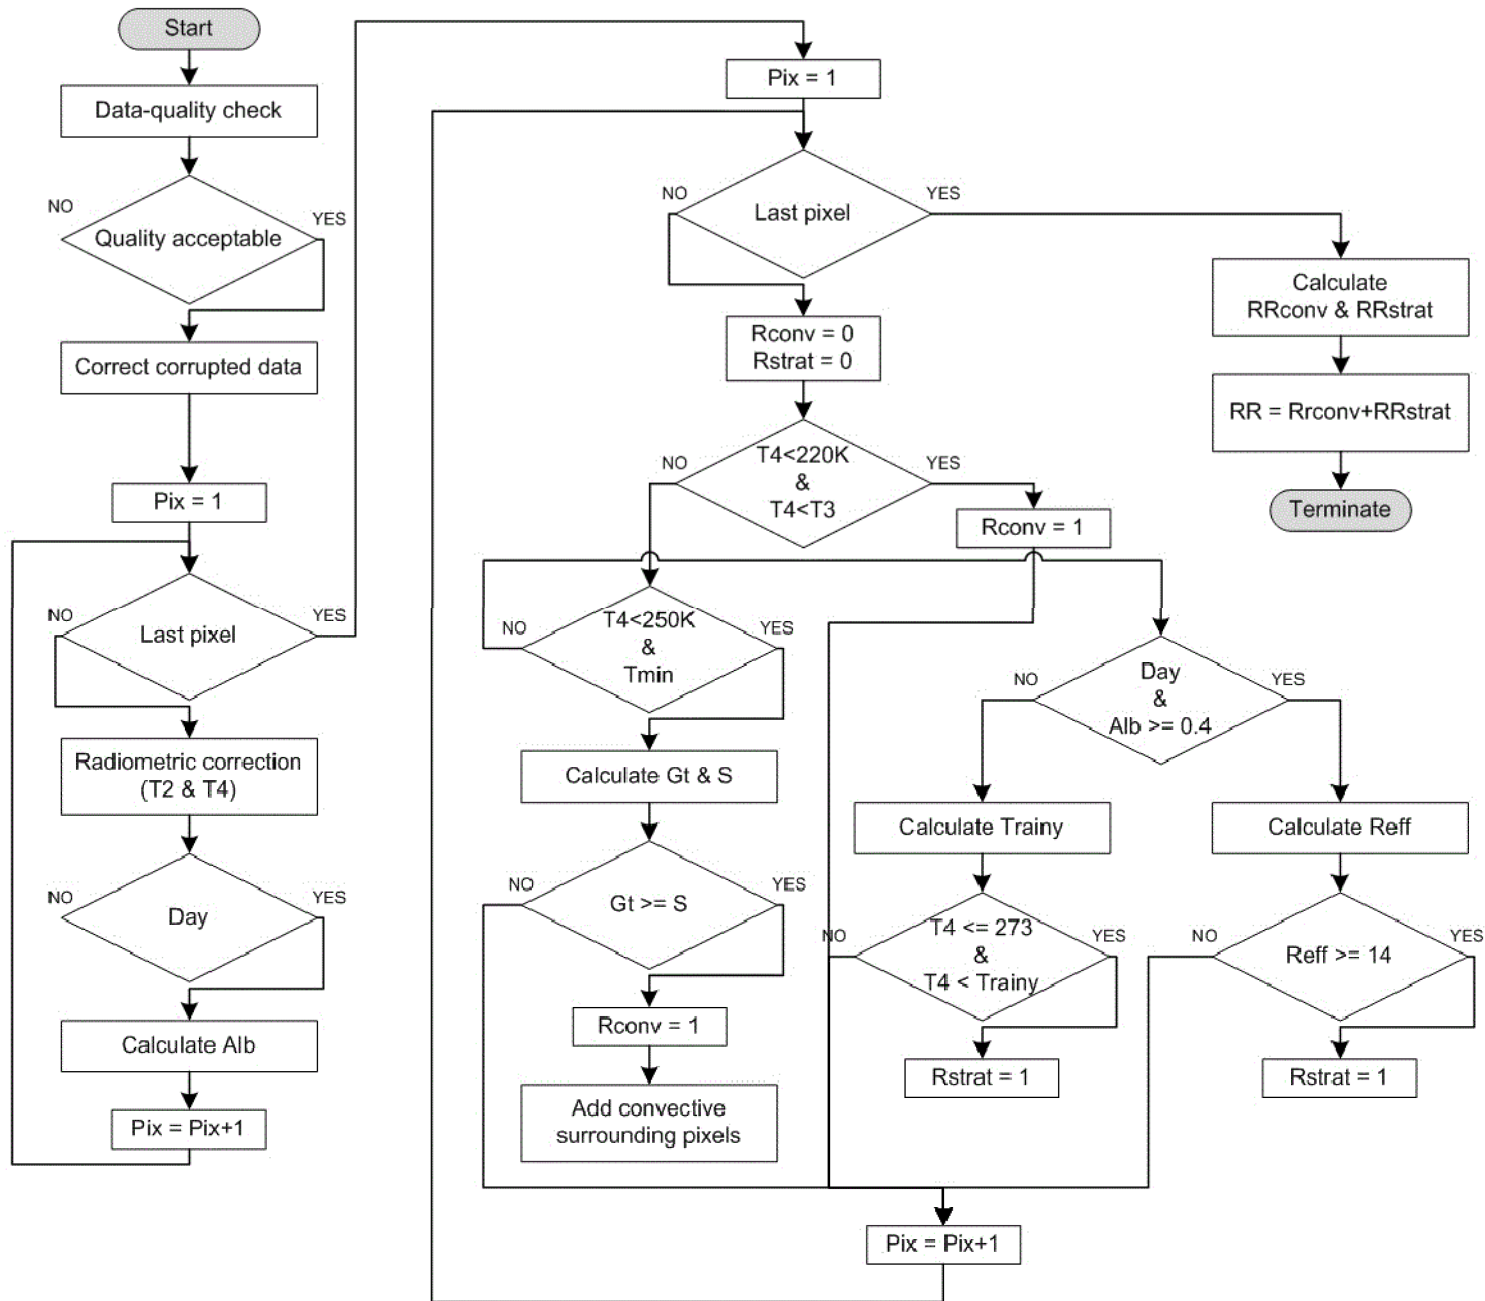 Start
Data-quality check
NO
YES
Quality acceptable
Correct corrupted data
Pix = 1
NO
YES
Last pixel
Radiometric correction
(T2 & T4)
NO
YES
Day
Calculate Alb
Pix = Pix+1
Pix = 1
NO
YES
Last pixel
Calculate
RRconv & RRstrat
RR = Rrconv+RRstrat
Terminate
Rconv = 0
Rstrat = 0
NO
YES
T4<220K
&
T4<T3
Rconv = 1
NO
YES
T4<250K
&
Tmin
Calculate Gt & S
NO
YES
Gt >= S
Rconv = 1
Add convective
surrounding pixels
NO
YES
Day
&
Alb >= 0.4
Calculate Trainy
NO
YES
T4 <= 273
&
T4 < Trainy
Rstrat = 1
Calculate Reff
NO
YES
Reff >= 14
Rstrat = 1
Pix = Pix+1